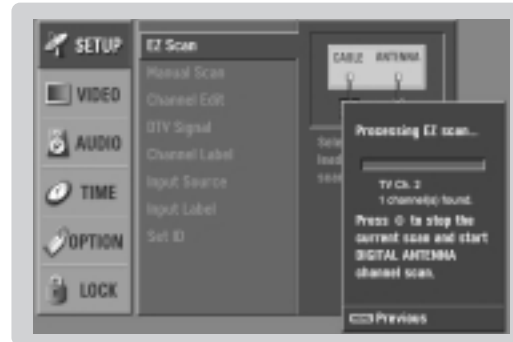 SETUP
VIDEO
AUDIO
TIME
OPTION
LOCK
EZ Scan
Manual Scan
Channel Edit
DTV Signal
Channel Label
Input Source
Input Label
Set ID
CABLE ANTENNA
Processing EZ scan...
TV Ch. 2
1 channel(s) found.
Press to stop the
current scan and start
DIGITAL ANTENNA
channel scan.
Previous